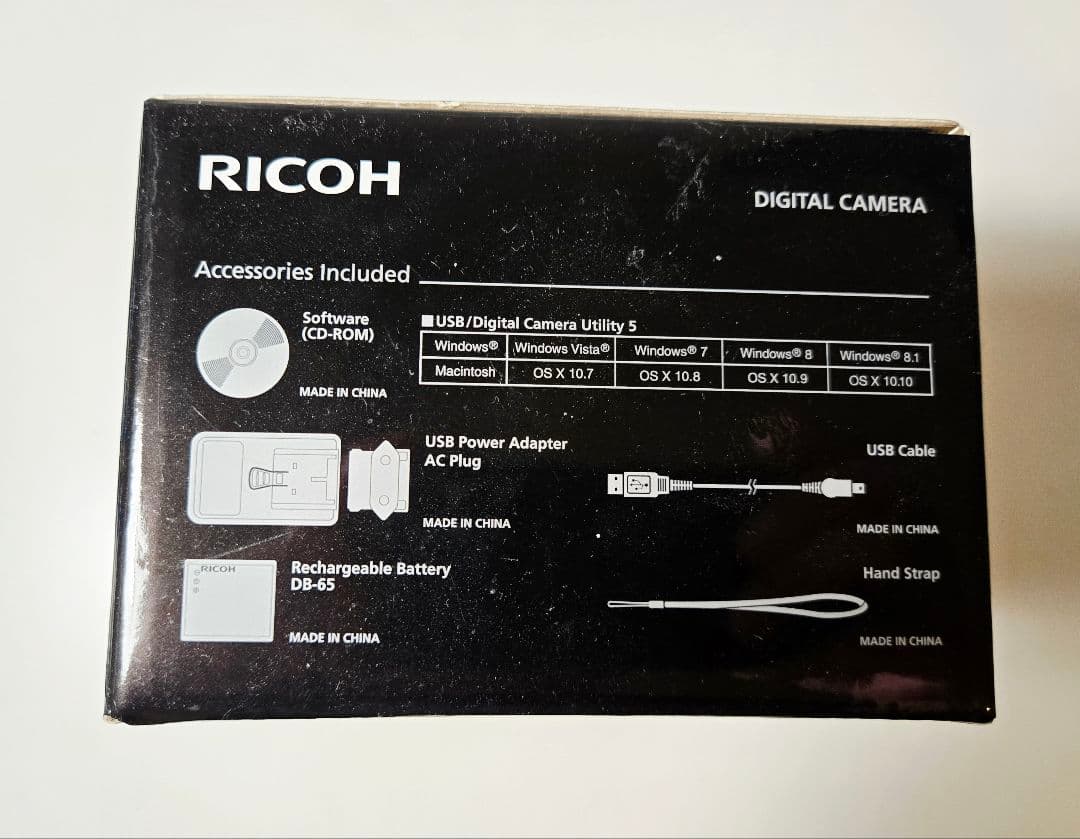 RICOH
DIGITAL CAMERA
Accessories Included
Software
(CD-ROM)
MADE IN CHINA
■USB/Digital Camera Utility 5
Windows® Windows Vista® Windows® 7 Windows® 8 Windows® 8.1
Macintosh OS X 10.7 OS X 10.8 OS X 10.9 OS X 10.10
USB Power Adapter
AC Plug
MADE IN CHINA
USB Cable
MADE IN CHINA
RICOH
Rechargeable Battery
DB-65
MADE IN CHINA
Hand Strap
MADE IN CHINA